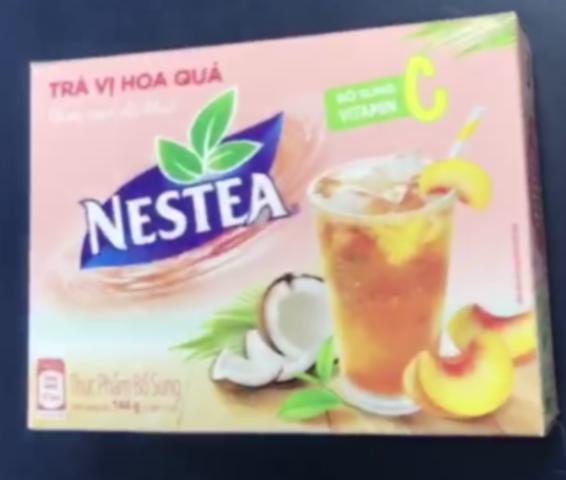 TRÀ VỊ HOA QUẢ
BỔ SUNG
VITAMIN C
NESTEA
Thực Phẩm Bổ Sung
144 g